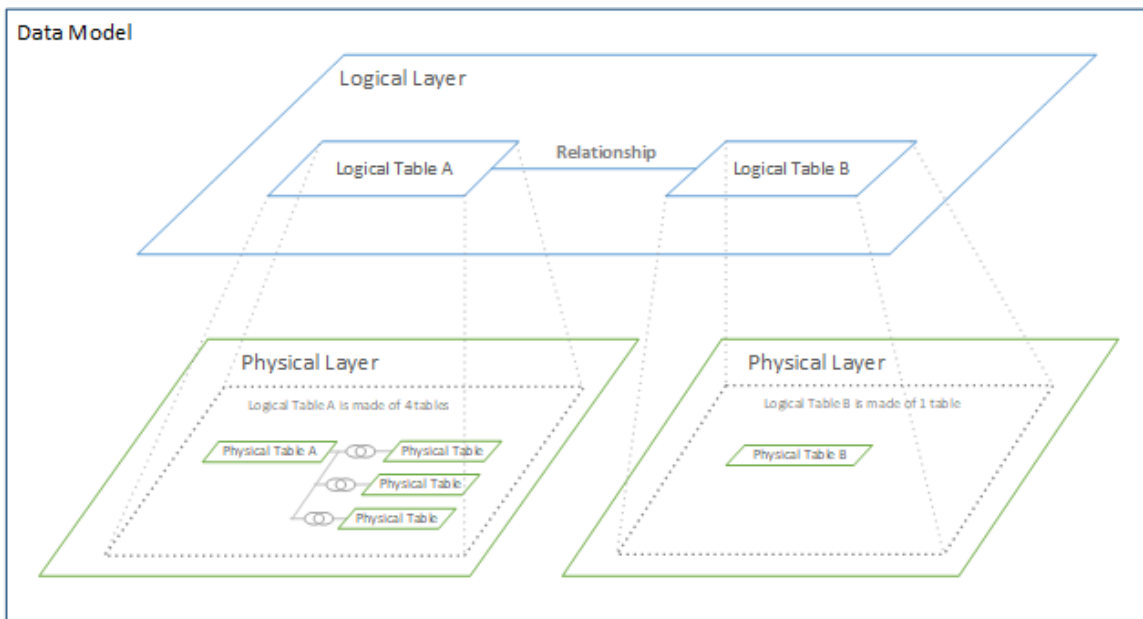 Data Model
Logical Layer
Relationship
Logical Table A
Logical Table B
Physical Layer
Logical Table A is made of 4 tables
Physical Table A
Physical Table
Physical Table
Physical Table
Physical Layer
Logical Table B is made of 1 table
Physical Table B